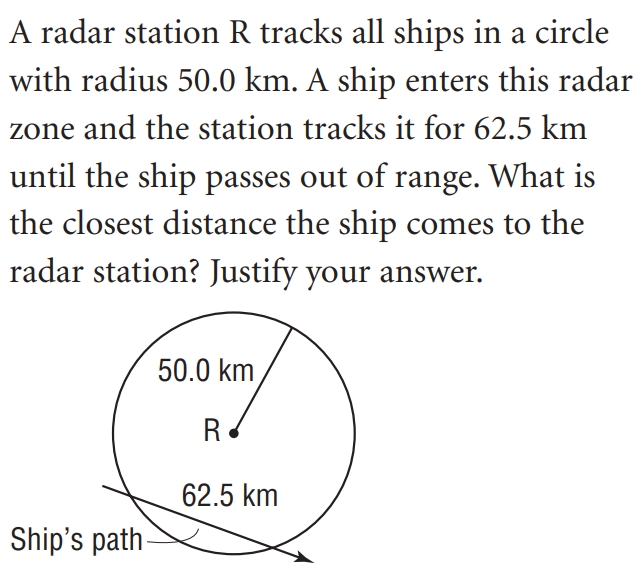 A radar station R tracks all ships in a circle
with radius 50.0 km. A ship enters this radar
zone and the station tracks it for 62.5 km
until the ship passes out of range. What is
the closest distance the ship comes to the
radar station? Justify your answer.
50.0 km
R
62.5 km
Ship's path